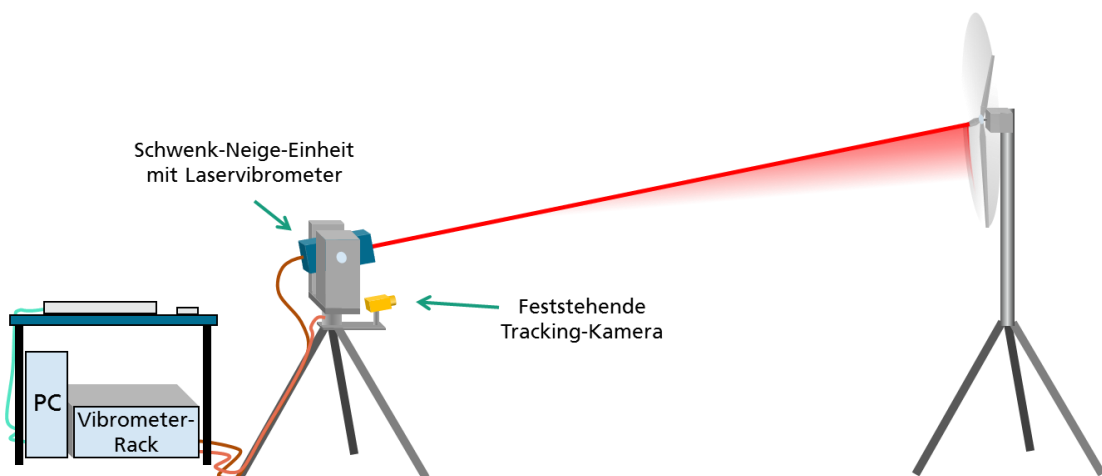 Schwenk-Neige-Einheit
mit Laservibrometer
Feststehende
Tracking-Kamera
PC
Vibrometer-
Rack